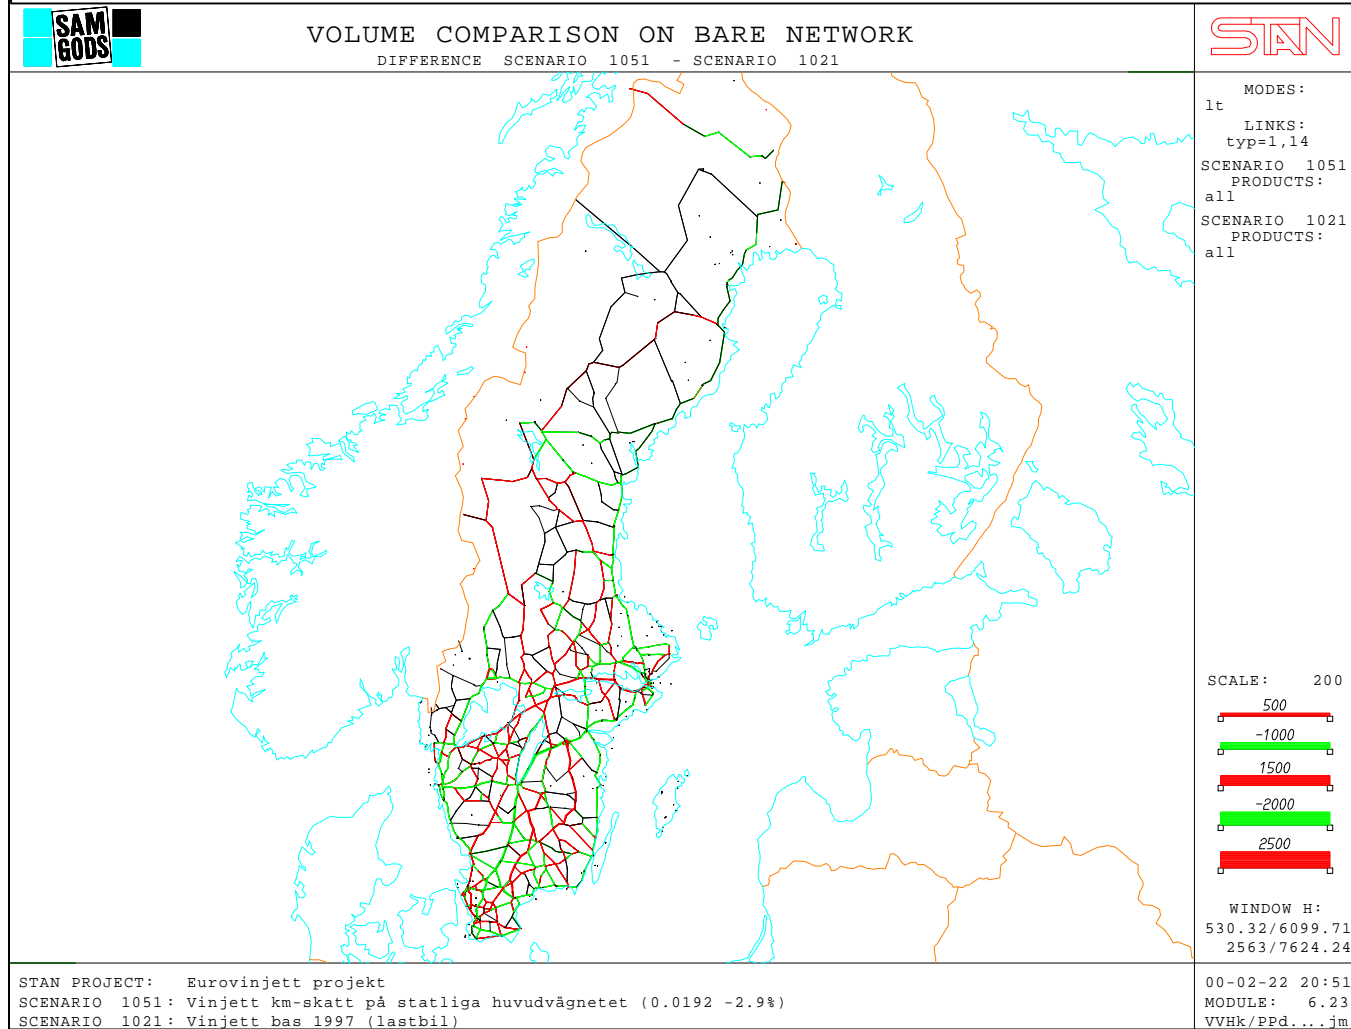 SAM
GODS
VOLUME COMPARISON ON BARE NETWORK
DIFFERENCE SCENARIO 1051 - SCENARIO 1021
STAN
MODES:
lt
LINKS:
typ=1,14
SCENARIO 1051
PRODUCTS:
all
SCENARIO 1021
PRODUCTS:
all
SCALE: 200
500
-1000
1500
-2000
2500
WINDOW H:
530.32/6099.71
2563/7624.24
STAN PROJECT: Eurovinjett projekt
SCENARIO 1051: Vinjett km-skatt på statliga huvudvägnetet (0.0192 -2.9%)
SCENARIO 1021: Vinjett bas 1997 (lastbil)
00-02-22 20:51
MODULE: 6.23
VVHk/PPd....jm